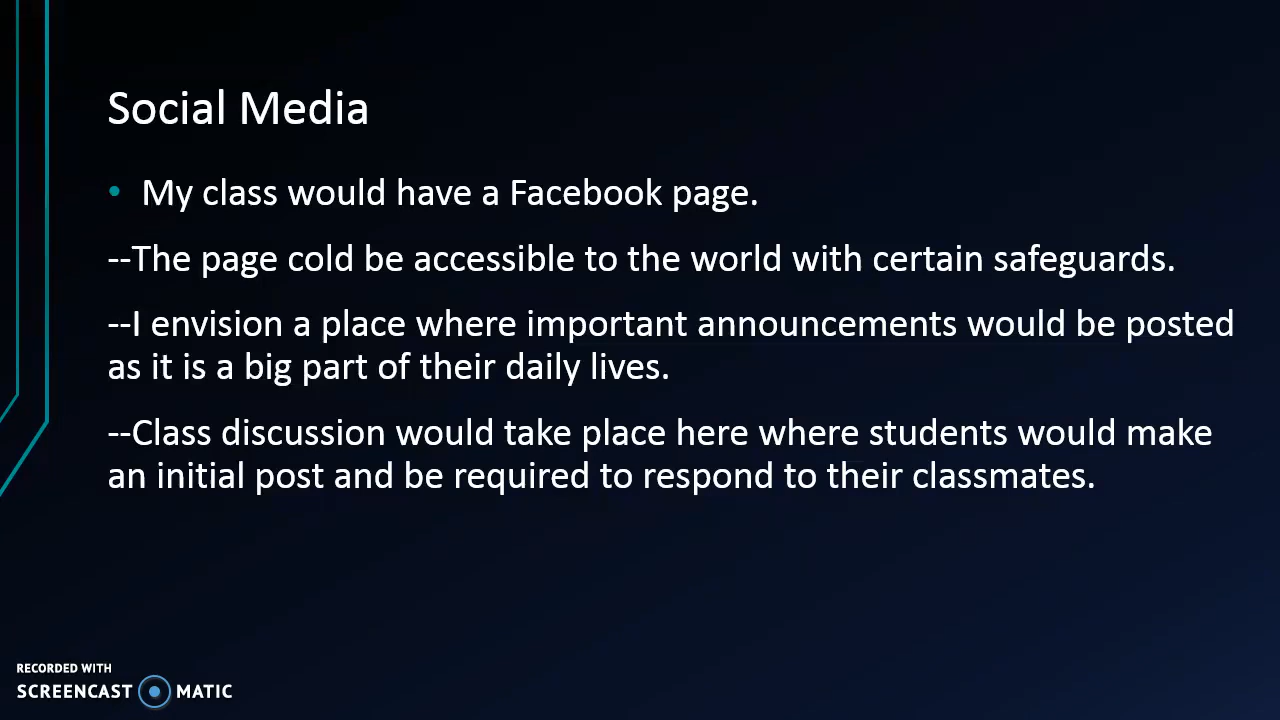 Social Media
• My class would have a Facebook page.
--The page cold be accessible to the world with certain safeguards.
--I envision a place where important announcements would be posted
as it is a big part of their daily lives.
--Class discussion would take place here where students would make
an initial post and be required to respond to their classmates.
RECORDED WITH
SCREENCAST MATIC